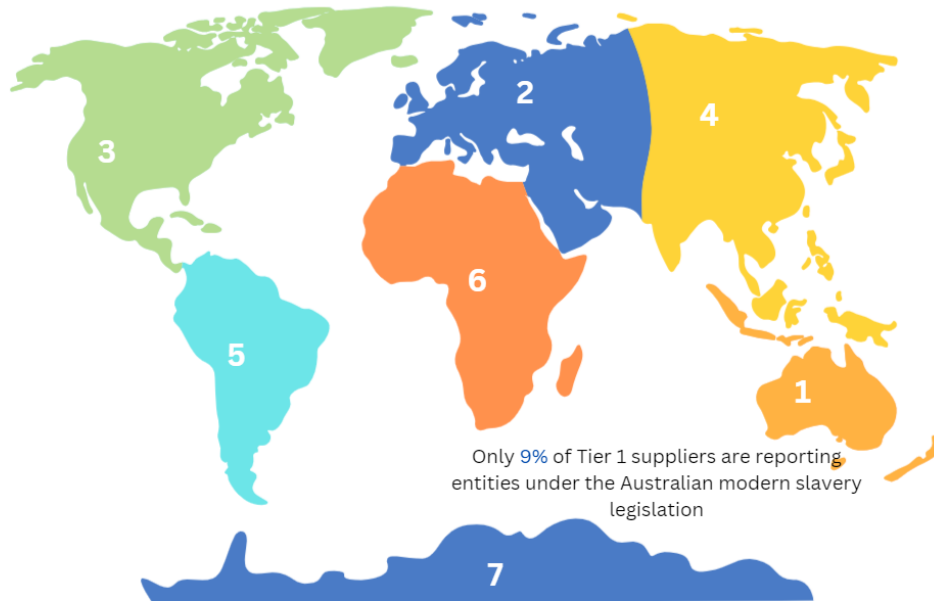 2
4
3
6
5
1
Only 9% of Tier 1 suppliers are reporting
entities under the Australian modern slavery
legislation
7